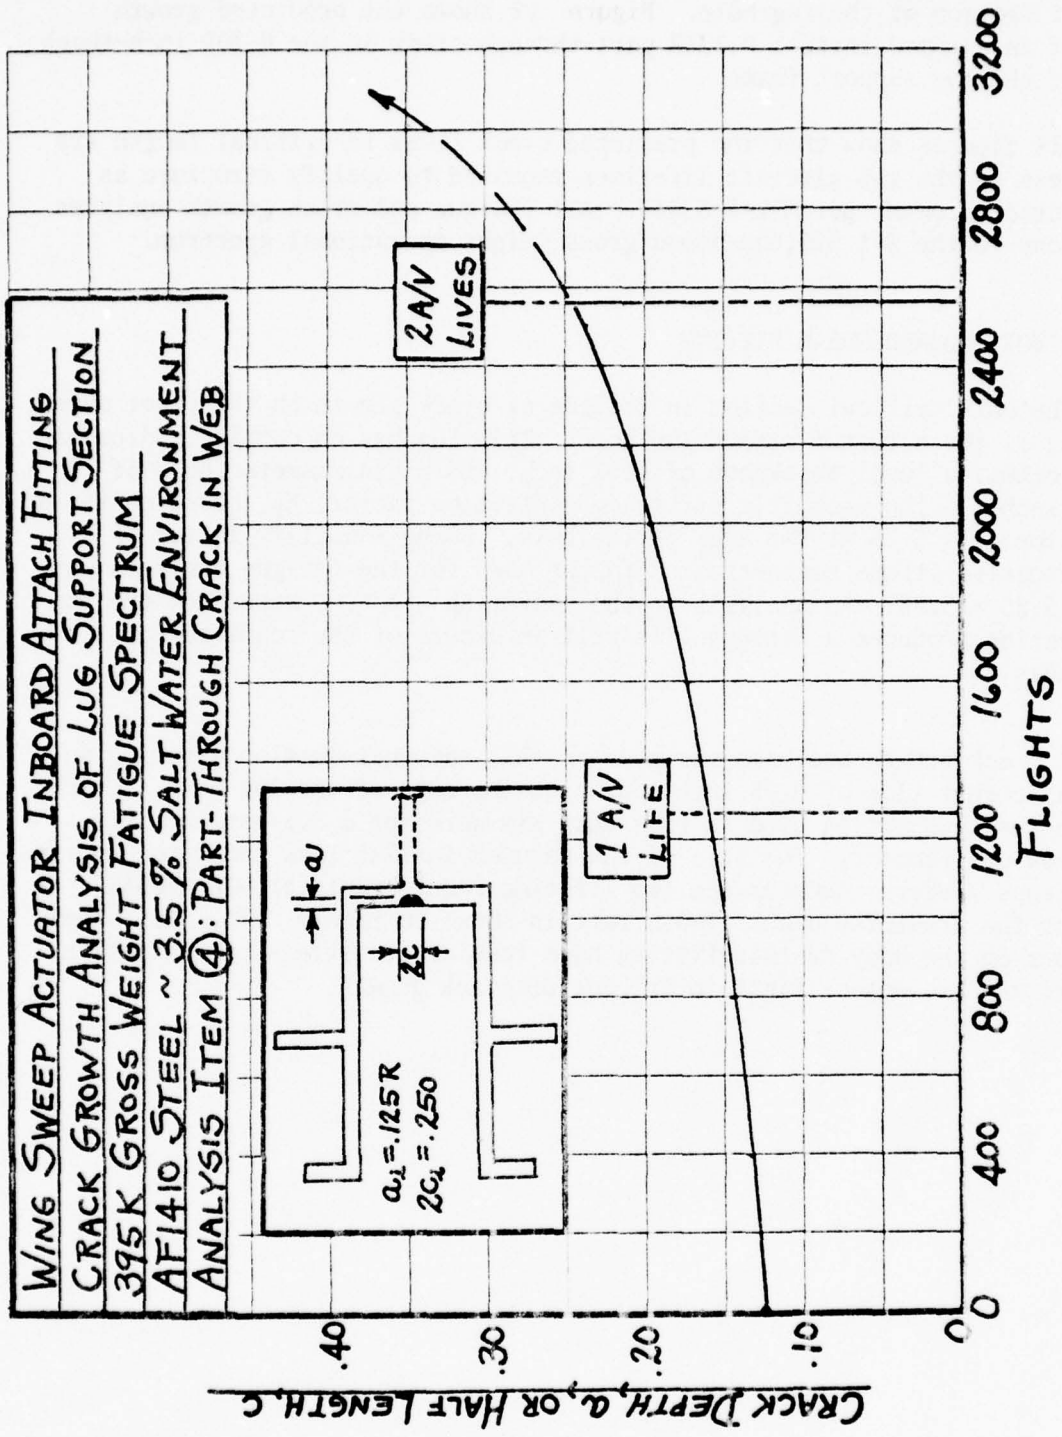 WING SWEEP ACTUATOR INBOARD ATTACH FITTING
CRACK GROWTH ANALYSIS OF LUG SUPPORT SECTION
395K GROSS WEIGHT FATIGUE SPECTRUM
AF1410 STEEL ~ 3.5% SALT WATER ENVIRONMENT
ANALYSIS ITEM ④: PART-THROUGH CRACK IN WEB
a
2c
aᵢ = .125R
2cᵢ = .250
2 A/V
LIVES
1 A/V
LIFE
CRACK DEPTH, a, OR HALF LENGTH, C
.40
.30
.20
.10
0
0
400
800
1200
1600
2000
2400
2800
3200
FLIGHTS